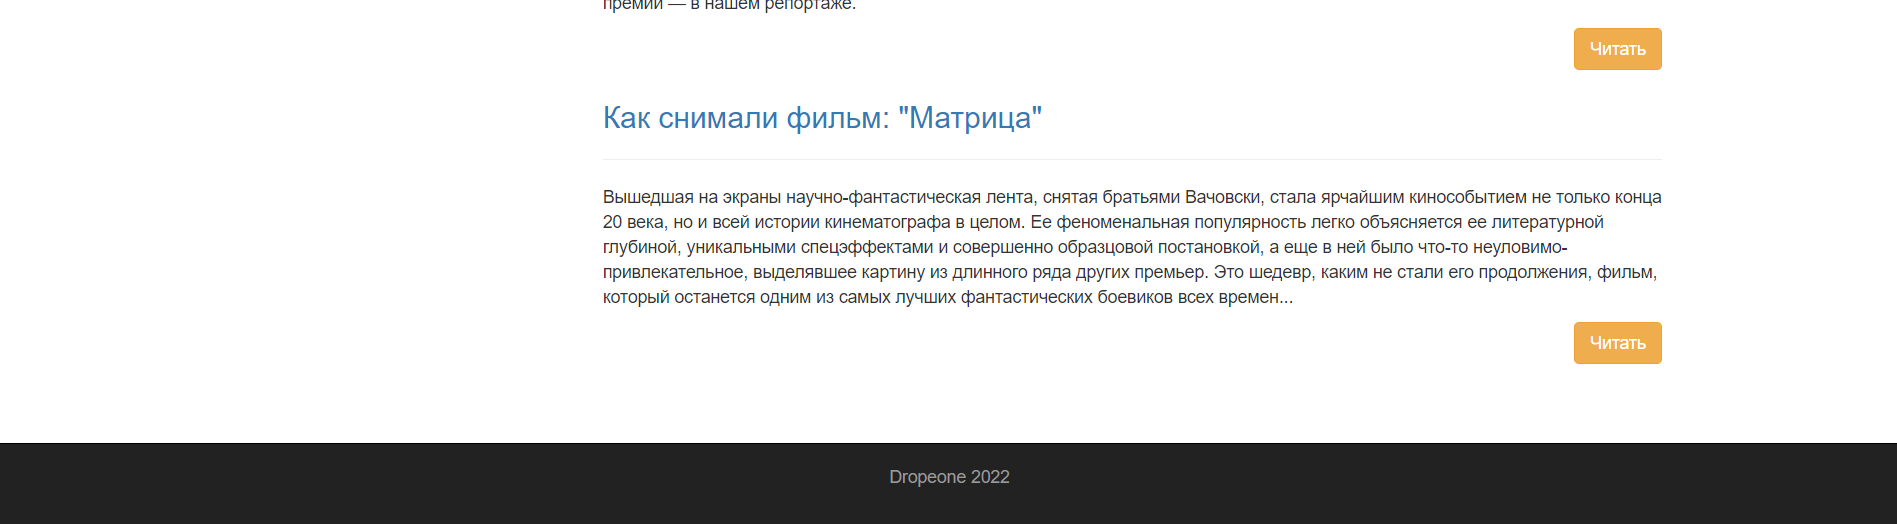 премии — в нашем репортаже.
Читать
Как снимали фильм: "Матрица"
Вышедшая на экраны научно-фантастическая лента, снятая братьями Вачовски, стала ярчайшим кинособытием не только конца
20 века, но и всей истории кинематографа в целом. Ее феноменальная популярность легко объясняется ее литературной
глубиной, уникальными спецэффектами и совершенно образцовой постановкой, а еще в ней было что-то неуловимо-
привлекательное, выделявшее картину из длинного ряда других премьер. Это шедевр, каким не стали его продолжения, фильм,
который останется одним из самых лучших фантастических боевиков всех времен...
Читать
Dropeone 2022